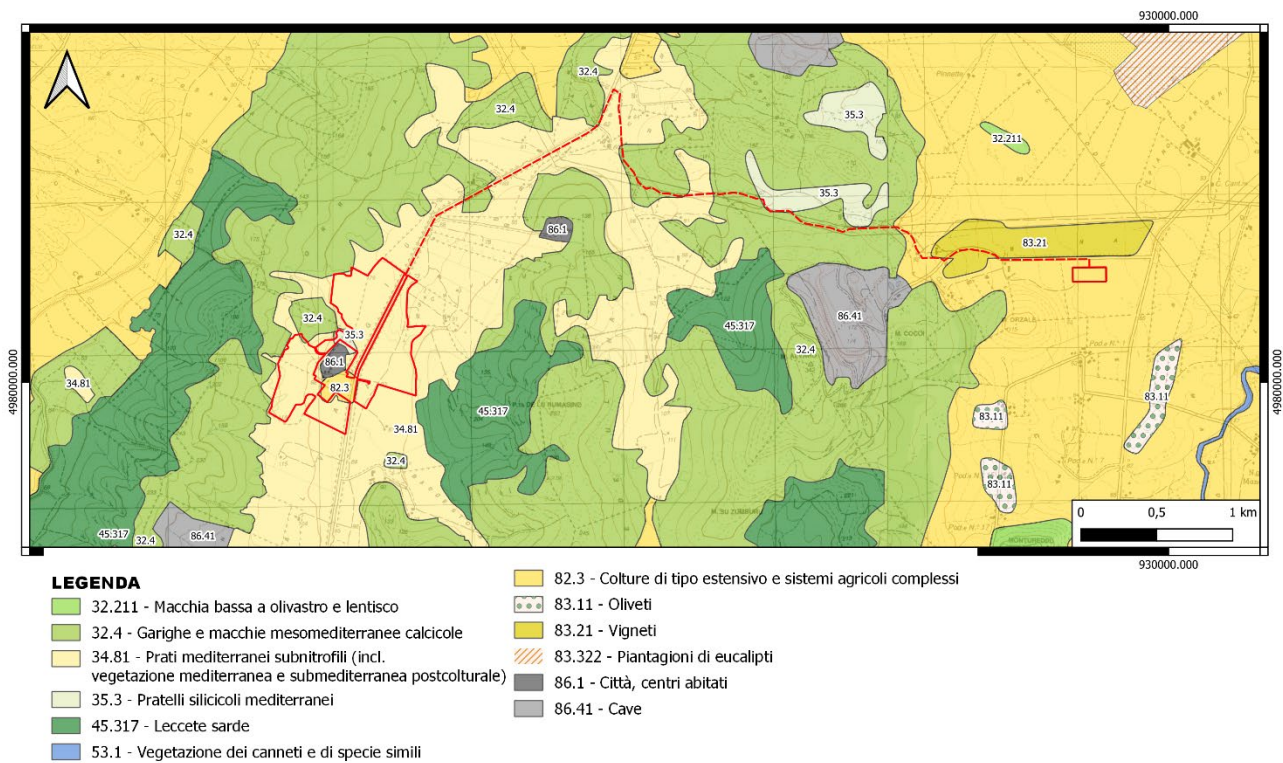 930000.000
32.4
32.4
35.3
32.211
35.3
32.4
86.1
83.21
32.4
35.3
45.317
86.41
86.1
32.4
4980000.000
4980000.000
34.81
82.3
83.11
45.317
83.11
34.81
32.4
83.11
0 0,5 1 km
45.317
32.4
86.41
930000.000
LEGENDA
32.211 - Macchia bassa a olivastro e lentisco
32.4 - Garighe e macchie mesomediterranee calcicole
34.81 - Prati mediterranei subnitrofili (incl.
vegetazione mediterranea e submediterranea postcolturale)
35.3 - Pratelli silicicoli mediterranei
45.317 - Leccete sarde
53.1 - Vegetazione dei canneti e di specie simili
82.3 - Colture di tipo estensivo e sistemi agricoli complessi
83.11 - Oliveti
83.21 - Vigneti
83.322 - Piantagioni di eucalipti
86.1 - Città, centri abitati
86.41 - Cave